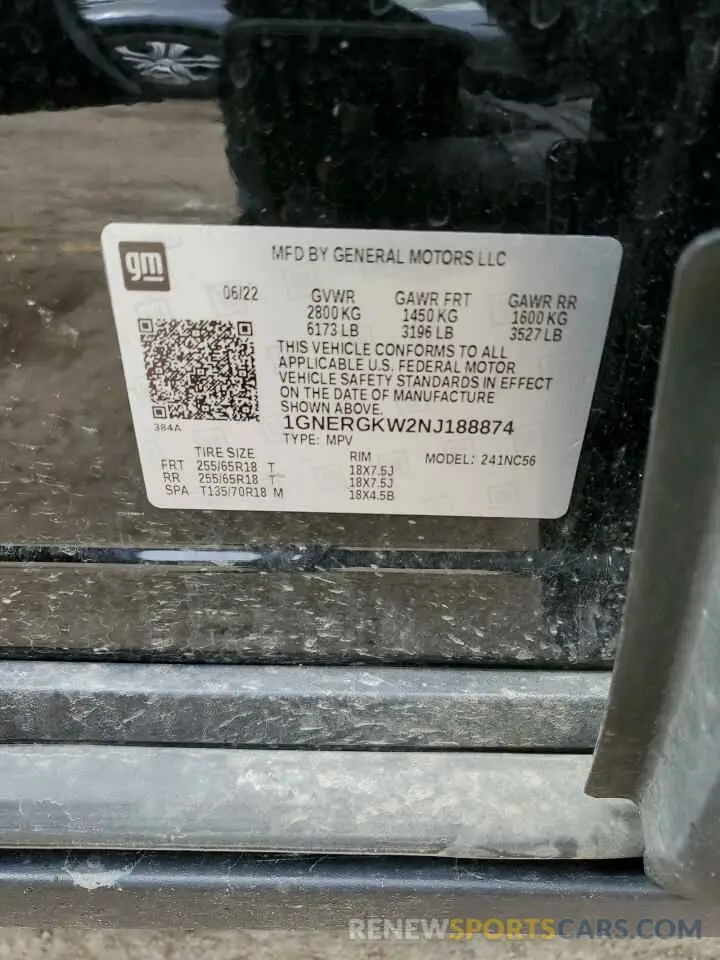 gm
MFD BY GENERAL MOTORS LLC
06/22
GVWR GAWR FRT GAWR RR
2800 KG 1450 KG 1600 KG
6173 LB 3196 LB 3527 LB
THIS VEHICLE CONFORMS TO ALL
APPLICABLE U.S. FEDERAL MOTOR
VEHICLE SAFETY STANDARDS IN EFFECT
ON THE DATE OF MANUFACTURE
SHOWN ABOVE.
384A
1GNERGKW2NJ188874
TYPE: MPV
TIRE SIZE RIM MODEL: 241NC56
FRT 255/65R18 T 18X7.5J
RR 255/65R18 T 18X7.5J
SPA T135/70R18 M 18X4.5B
RENEWSPORTSCARS.COM